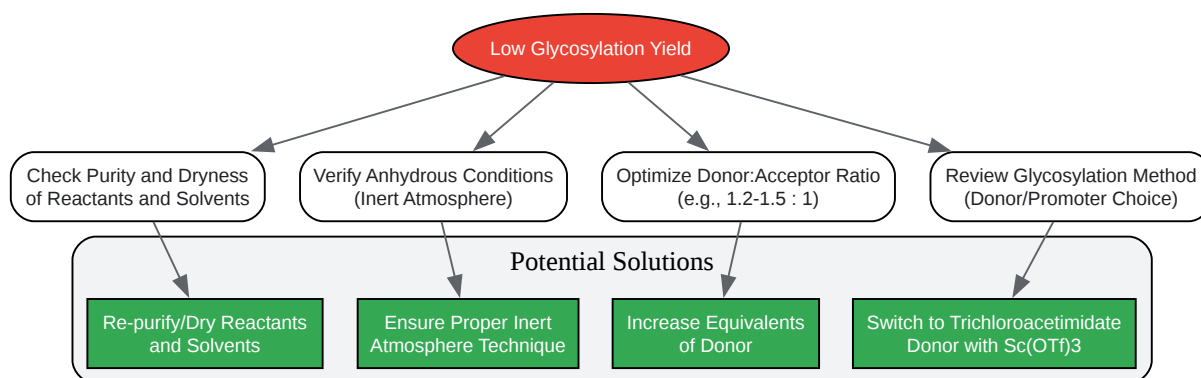 Low Glycosylation Yield
Check Purity and Dryness
of Reactants and Solvents
Verify Anhydrous Conditions
(Inert Atmosphere)
Optimize Donor:Acceptor Ratio
(e.g., 1.2-1.5 : 1)
Review Glycosylation Method
(Donor/Promoter Choice)
Potential Solutions
Re-purify/Dry Reactants
and Solvents
Ensure Proper Inert
Atmosphere Technique
Increase Equivalents
of Donor
Switch to Trichloroacetimidate
Donor with Sc(OTf)3